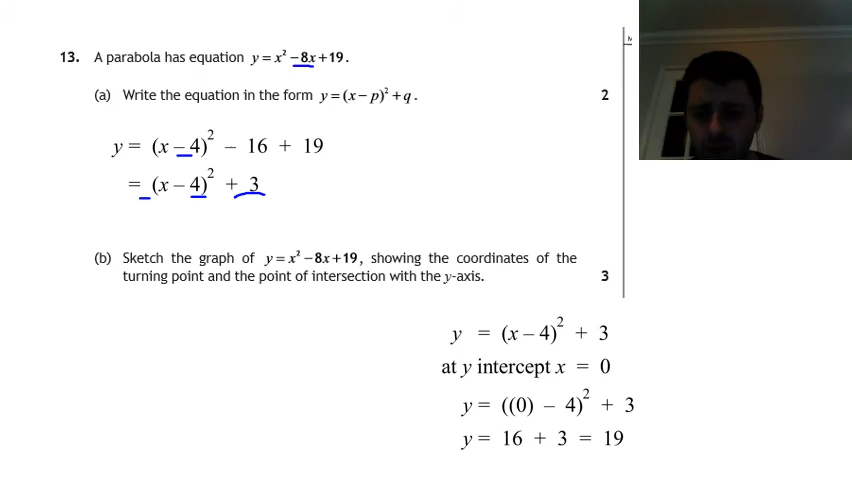 13. A parabola has equation y = x² − 8x + 19.
(a) Write the equation in the form y = (x − p)² + q. 2
y = (x − 4)² − 16 + 19
= (x − 4)² + 3
(b) Sketch the graph of y = x² − 8x + 19, showing the coordinates of the
turning point and the point of intersection with the y-axis. 3
y = (x − 4)² + 3
at y intercept x = 0
y = ((0) − 4)² + 3
y = 16 + 3 = 19